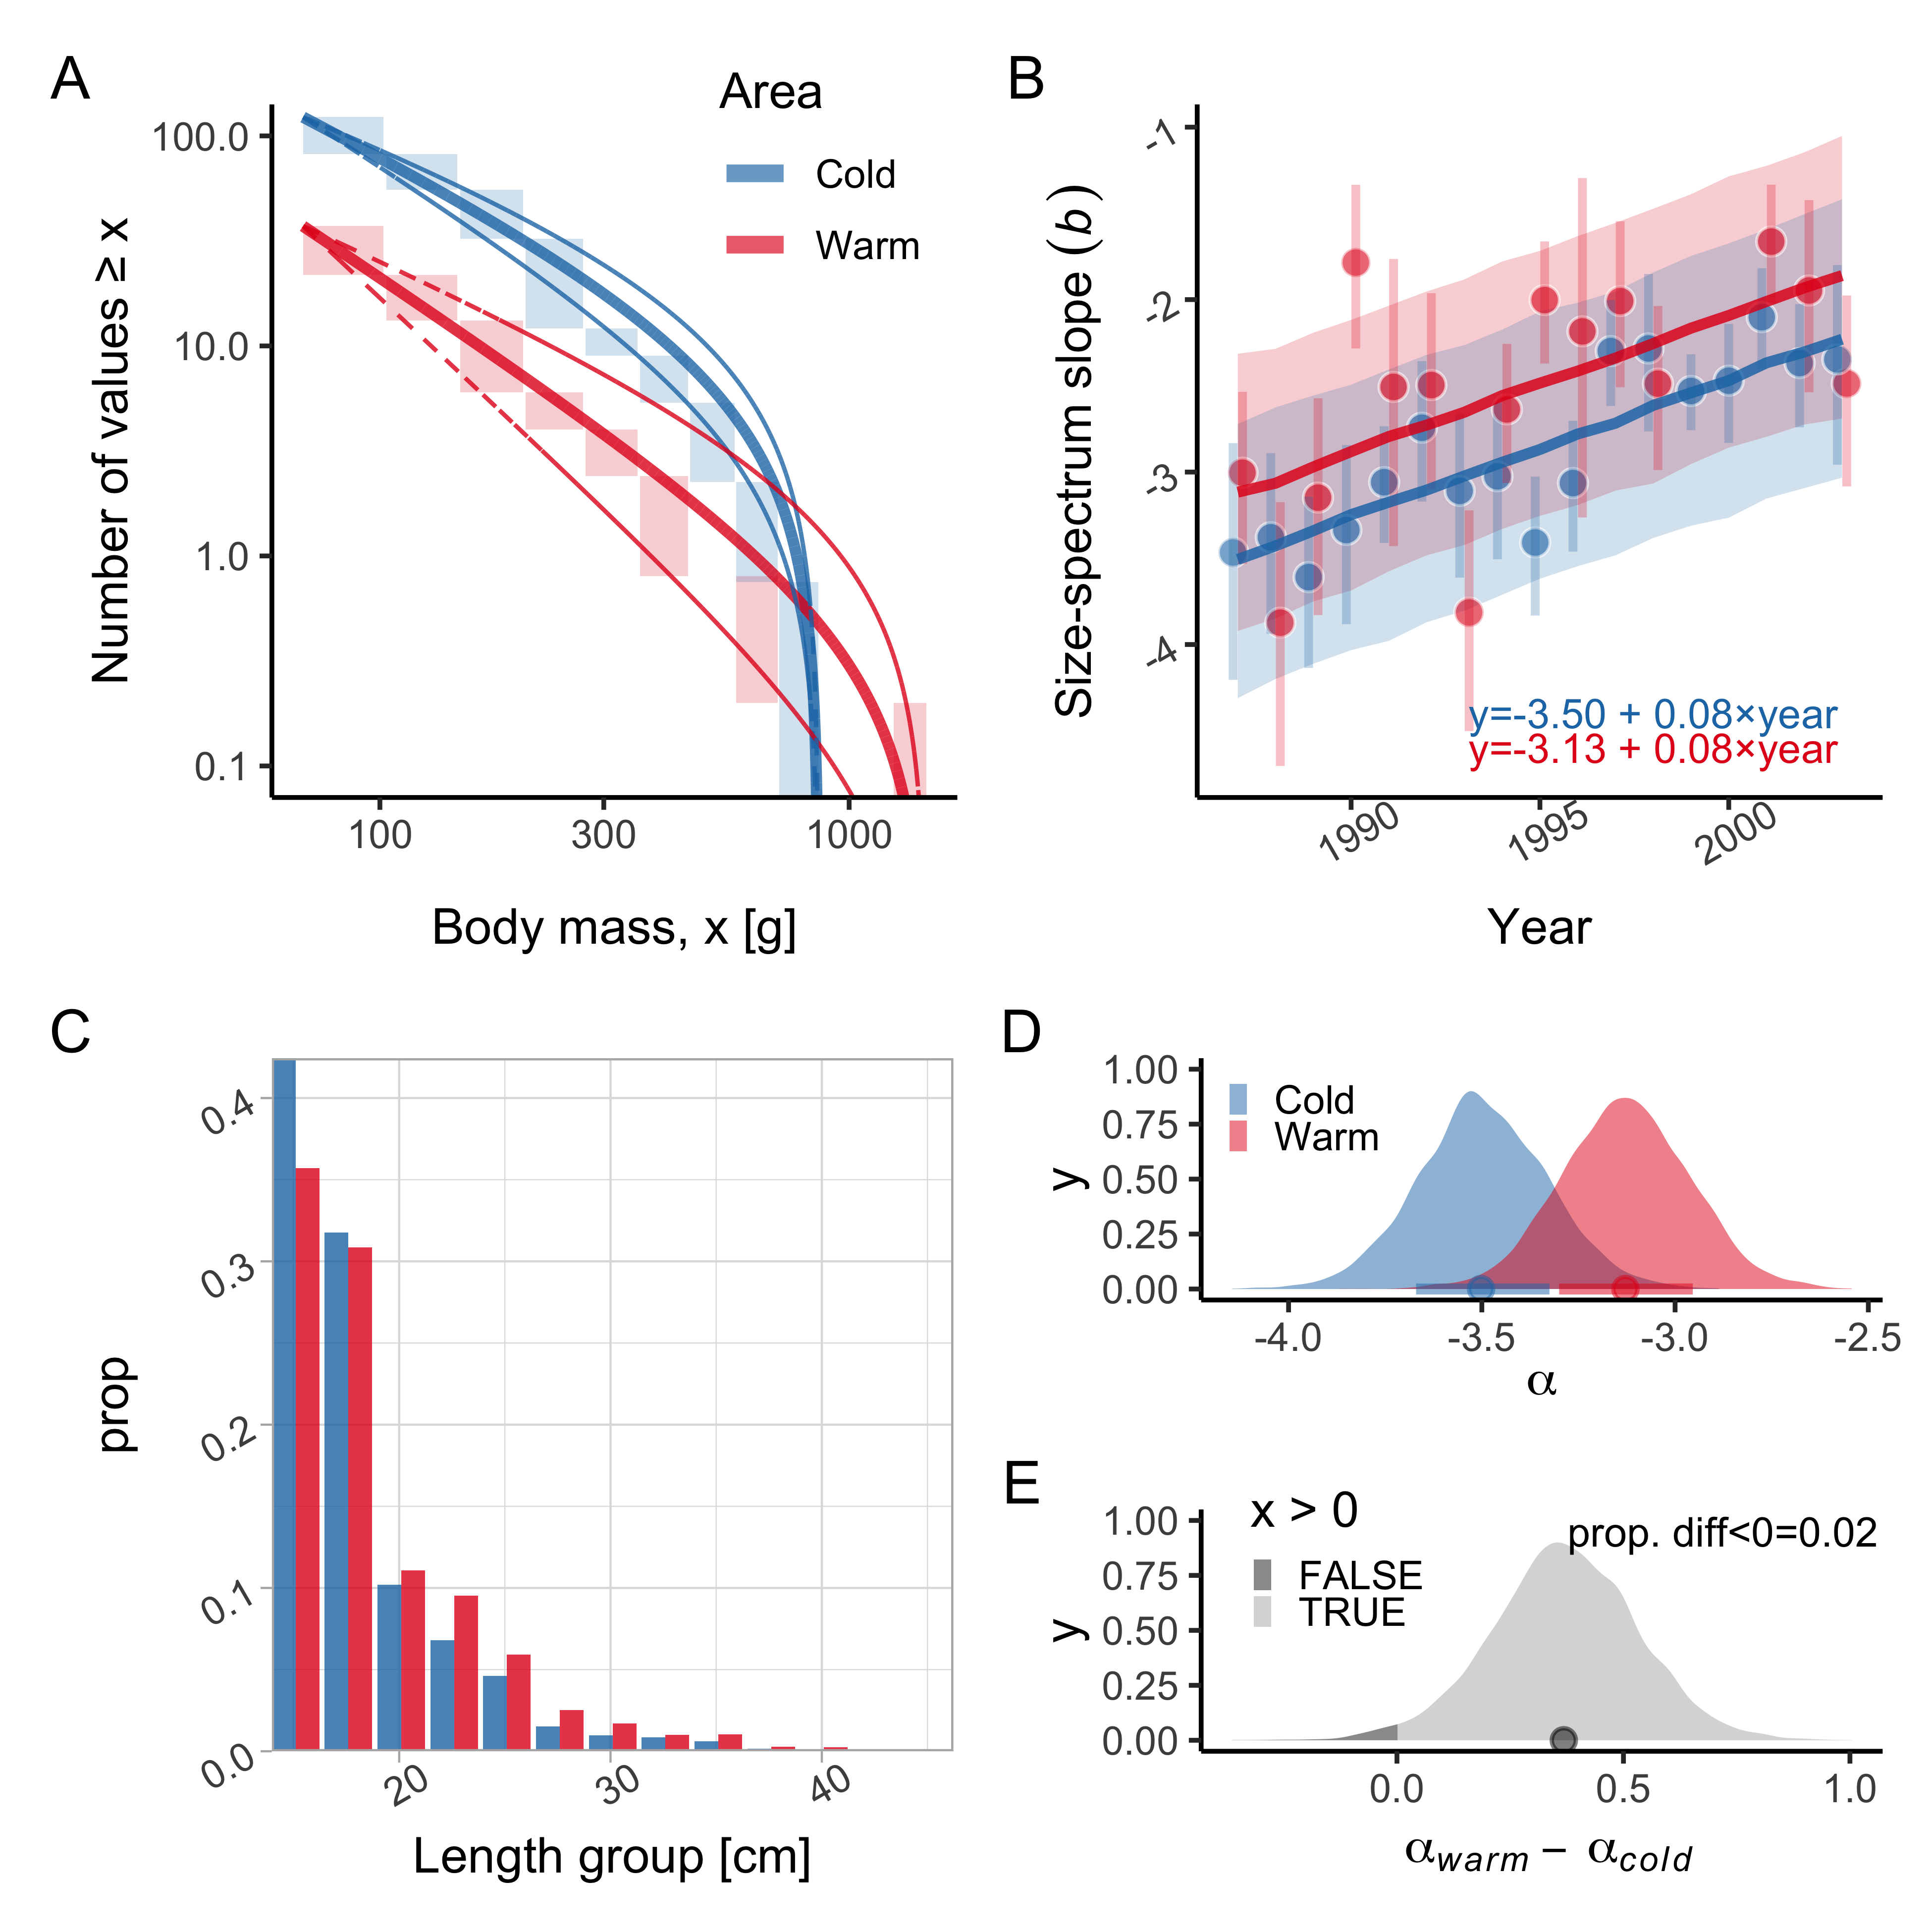 A
Area
Cold
Warm
100.0
10.0
1.0
0.1
Number of values ≥ x
100
300
1000
Body mass, x [g]
B
-1
-2
-3
-4
Size-spectrum slope (b)
y=-3.50 + 0.08×year
y=-3.13 + 0.08×year
1990
1995
2000
Year
C
0.4
0.3
0.2
0.1
0.0
prop
20
30
40
Length group [cm]
D
Cold
Warm
1.00
0.75
0.50
0.25
0.00
y
-4.0
-3.5
-3.0
-2.5
α
E
x > 0
FALSE
TRUE
prop. diff<0=0.02
1.00
0.75
0.50
0.25
0.00
y
0.0
0.5
1.0
αwarm − αcold